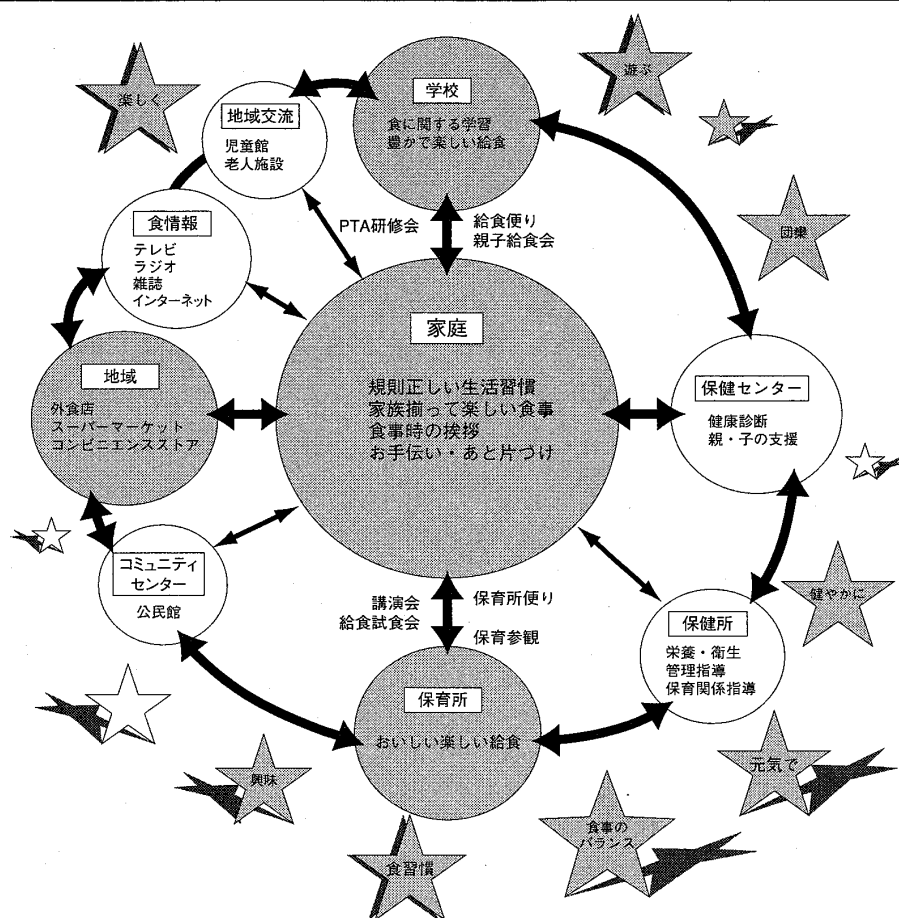 楽しく
遊ぶ
学校
食に関する学習
豊かで楽しい給食
地域交流
児童館
老人施設
団欒
PTA研修会
給食便り
親子給食会
食情報
テレビ
ラジオ
雑誌
インターネット
家庭
規則正しい生活習慣
家族揃って楽しい食事
食事時の挨拶
お手伝い・あと片づけ
地域
外食店
スーパーマーケット
コンビニエンスストア
保健センター
健康診断
親・子の支援
コミュニティ
センター
公民館
健やかに
講演会
給食試食会
保育所便り
保育参観
保健所
栄養・衛生
管理指導
保育関係指導
保育所
おいしい楽しい給食
興味
元気で
食事の
バランス
食習慣